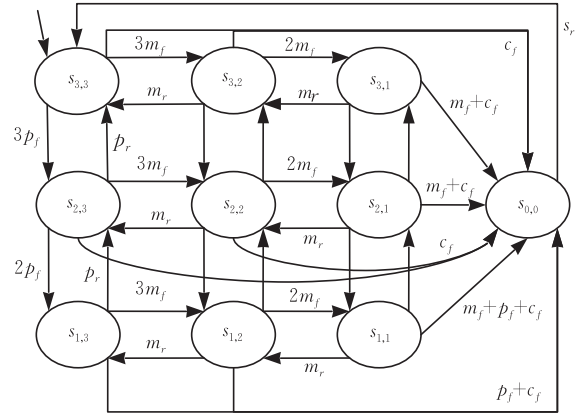 s_r
3m_f 2m_f c_f
s_{3,3} s_{3,2} s_{3,1}
m_r m_r m_f+c_f
3p_f p_r
3m_f 2m_f m_f+c_f
s_{2,3} s_{2,2} s_{2,1} s_{0,0}
m_r m_r c_f
2p_f p_r
3m_f 2m_f m_f+p_f+c_f
s_{1,3} s_{1,2} s_{1,1}
m_r m_r
p_f+c_f